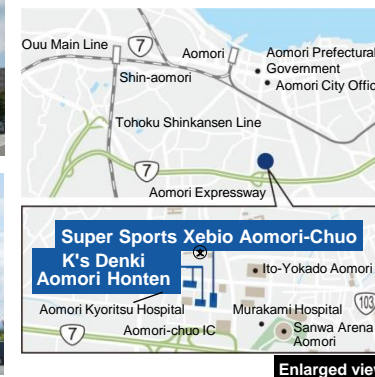 Ouu Main Line
7
Aomori
Aomori Prefectural
Government
Shin-aomori
Aomori City Offic
Tohoku Shinkansen Line
7
Aomori Expressway
Super Sports Xebio Aomori-Chuo
K's Denki
Aomori Honten
Ito-Yokado Aomori
Aomori Kyoritsu Hospital
Murakami Hospital
103
7
Aomori-chuo IC
Sanwa Arena
Aomori
Enlarged view